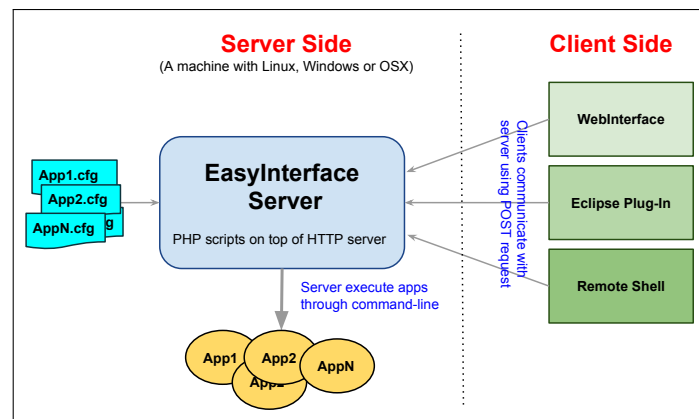 Server Side
(A machine with Linux, Windows or OSX)
Client Side
App1.cfg
App2.cfg
AppN.cfg
EasyInterface
Server
PHP scripts on top of HTTP server
Clients communicate with
server using POST request
WebInterface
Eclipse Plug-In
Remote Shell
Server execute apps
through command-line
App1
App2
AppN